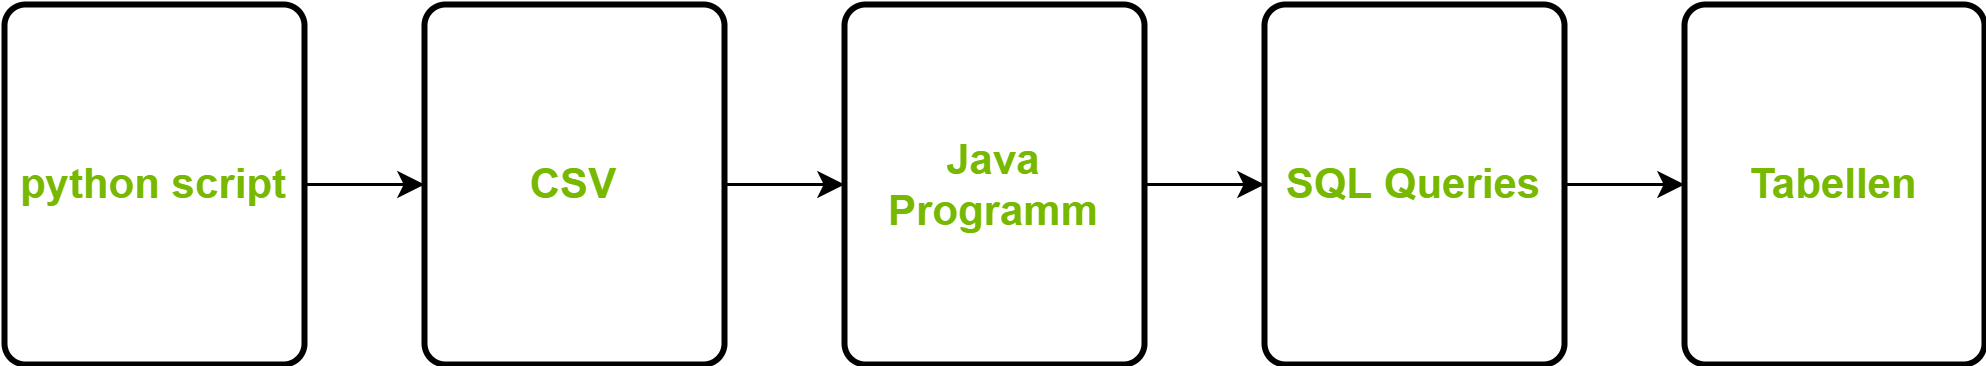 python script
CSV
Java
Programm
SQL Queries
Tabellen